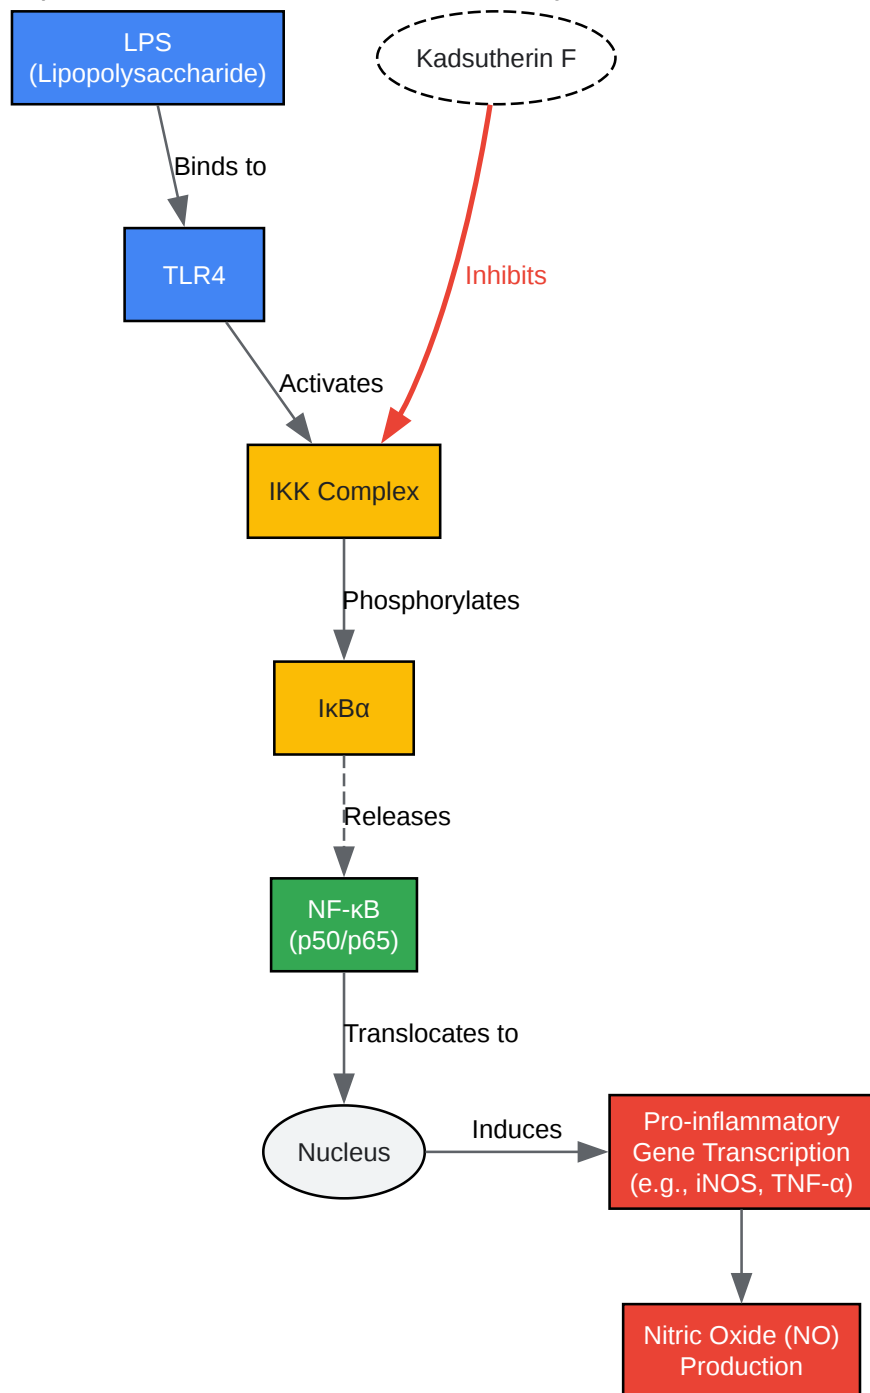 LPS
(Lipopolysaccharide)
Kadsutherin F
Binds to
TLR4
Inhibits
Activates
IKK Complex
Phosphorylates
IκBα
Releases
NF-κB
(p50/p65)
Translocates to
Nucleus
Induces
Pro-inflammatory
Gene Transcription
(e.g., iNOS, TNF-α)
Nitric Oxide (NO)
Production